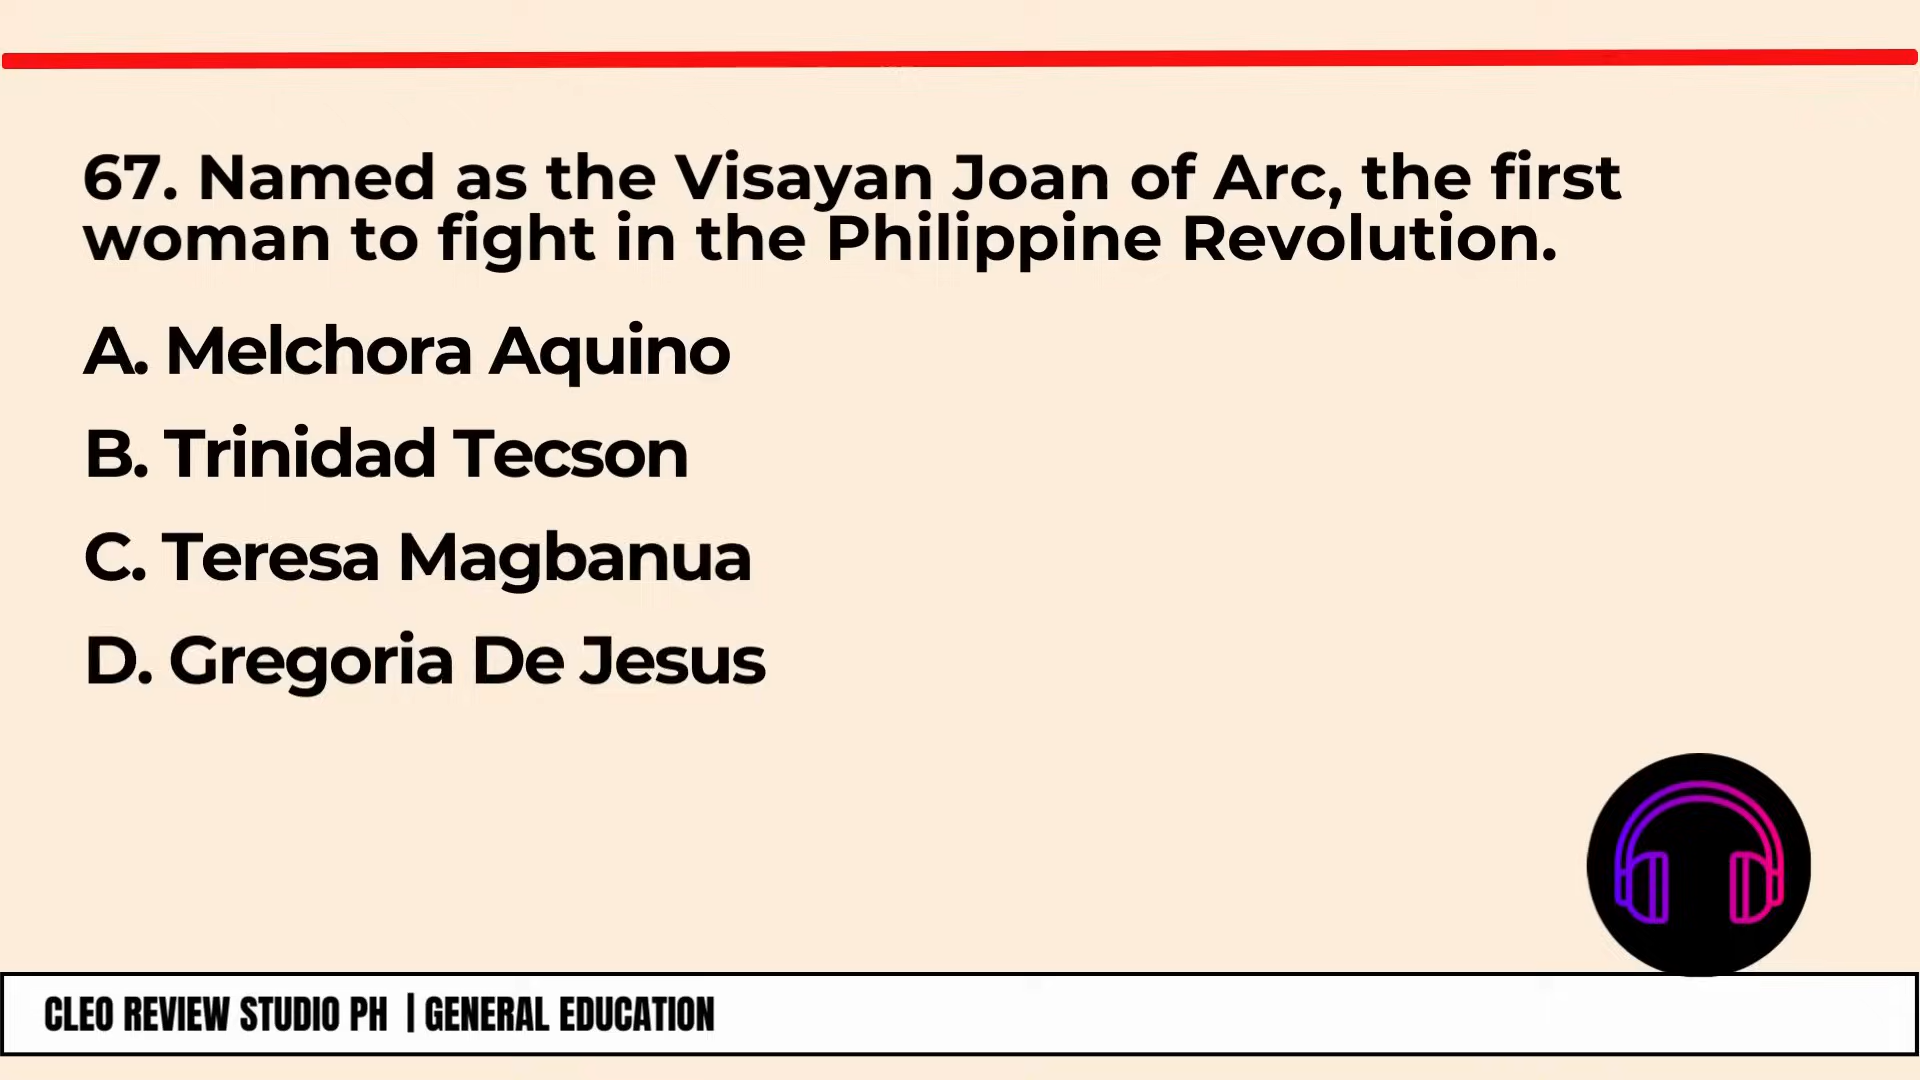 67. Named as the Visayan Joan of Arc, the first
woman to fight in the Philippine Revolution.
A. Melchora Aquino
B. Trinidad Tecson
C. Teresa Magbanua
D. Gregoria De Jesus
CLEO REVIEW STUDIO PH | GENERAL EDUCATION